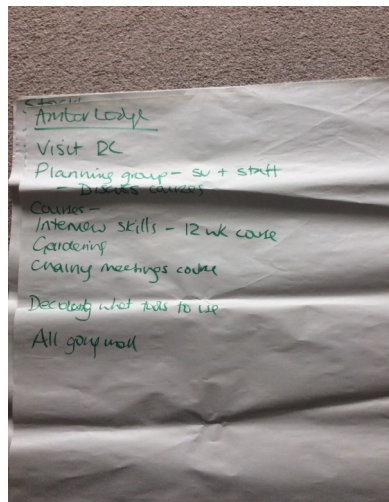 Amber Lodge
Visit RC
Planning group - SU + staff
- Discuss courses
Courses -
Interview skills - 12 wk course
Gardening
Chairing meetings course
Deciding what tools to use
All going well